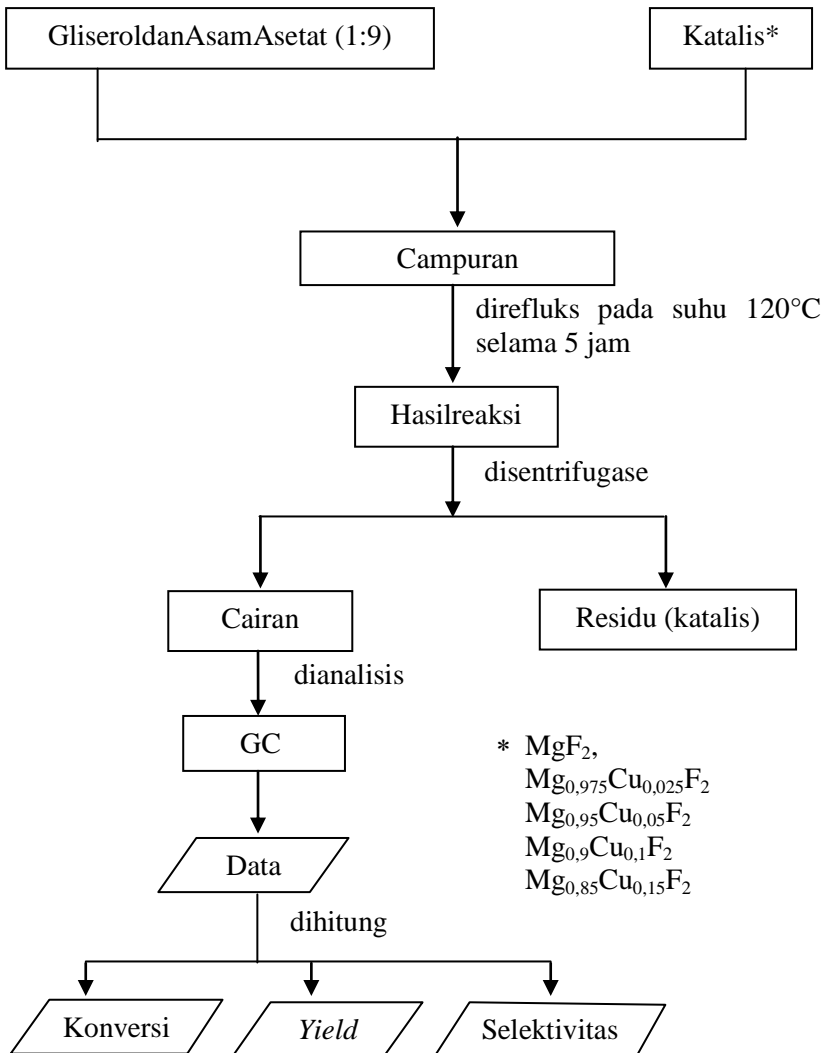 GliseroldanAsamAsetat (1:9)
Katalis*
Campuran
direfluks pada suhu 120°C
selama 5 jam
Hasilreaksi
disentrifugase
Cairan
Residu (katalis)
dianalisis
GC
* MgF₂,
Mg₀,₉₇₅Cu₀,₀₂₅F₂
Mg₀,₉₅Cu₀,₀₅F₂
Mg₀,₉Cu₀,₁F₂
Mg₀,₈₅Cu₀,₁₅F₂
Data
dihitung
Konversi
Yield
Selektivitas